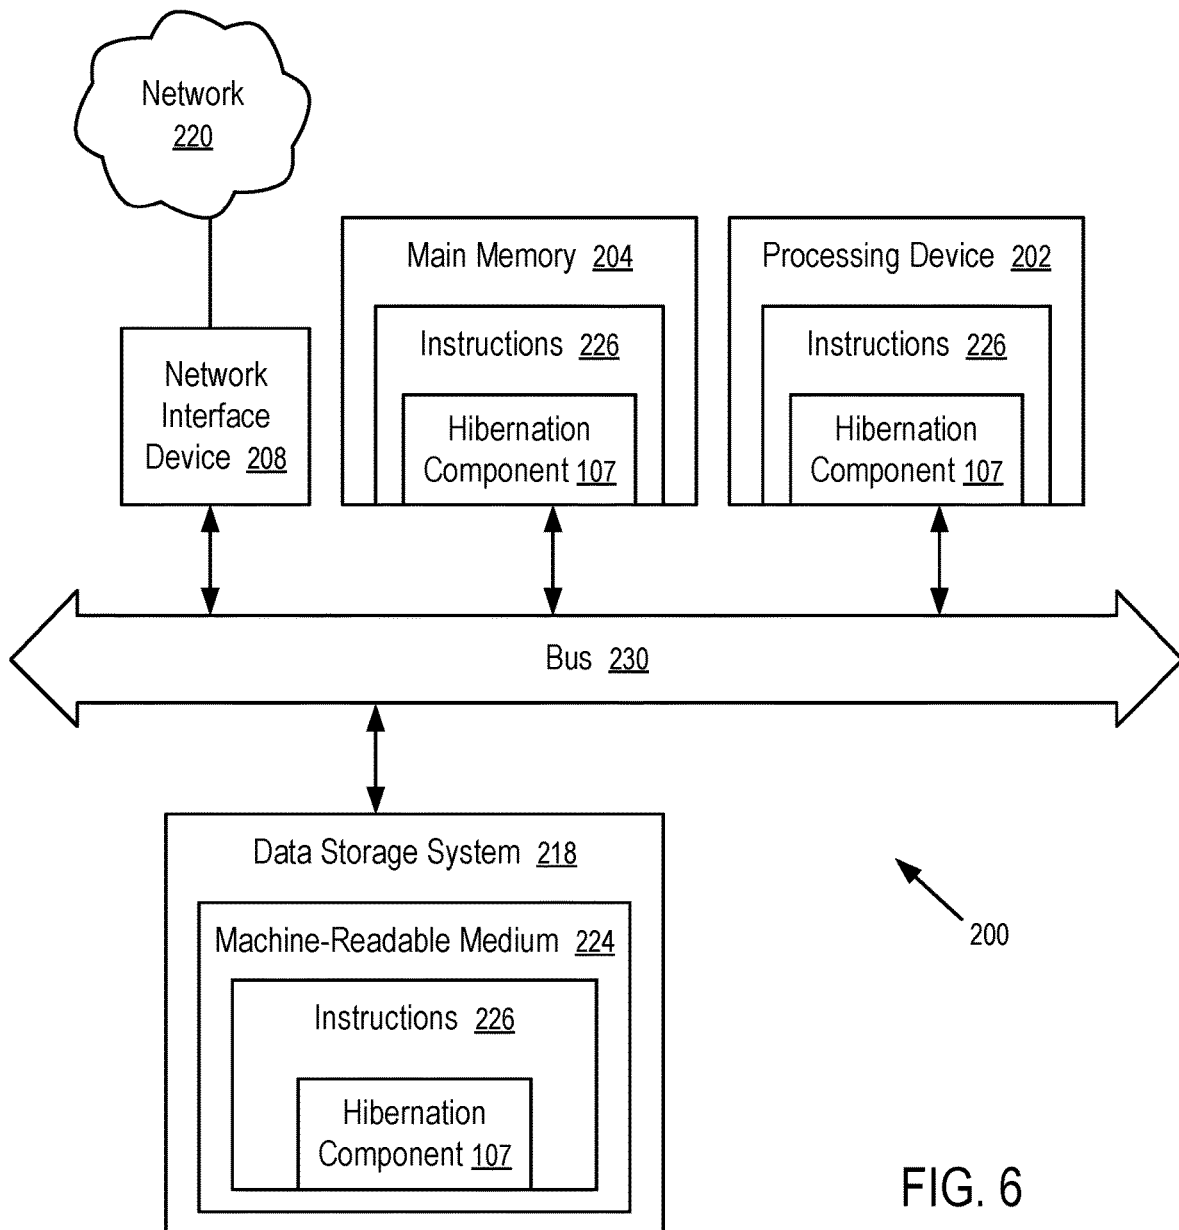 Network
220
Main Memory 204
Processing Device 202
Instructions 226
Instructions 226
Network
Interface
Device 208
Hibernation
Component 107
Hibernation
Component 107
Bus 230
Data Storage System 218
Machine-Readable Medium 224
200
Instructions 226
Hibernation
Component 107
FIG. 6